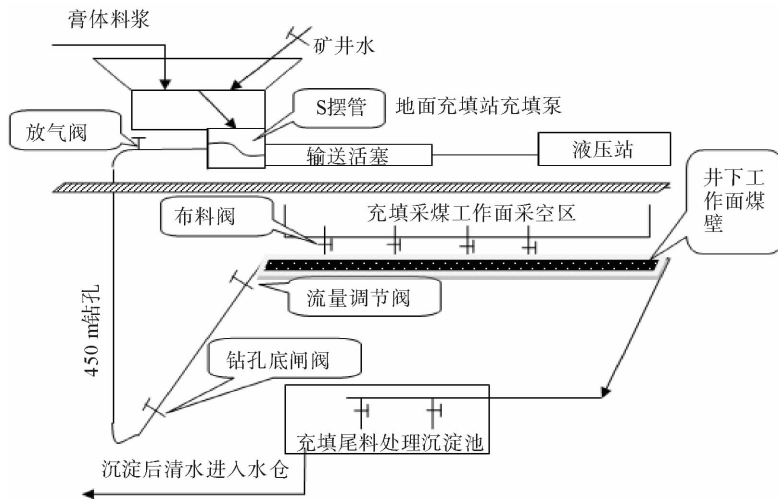 膏体料浆
矿井水
S摆管
地面充填站充填泵
放气阀
输送活塞
液压站
井下工
作面煤
壁
布料阀
充填采煤工作面采空区
流量调节阀
450 m钻孔
钻孔底闸阀
充填尾料处理沉淀池
沉淀后清水进入水仓